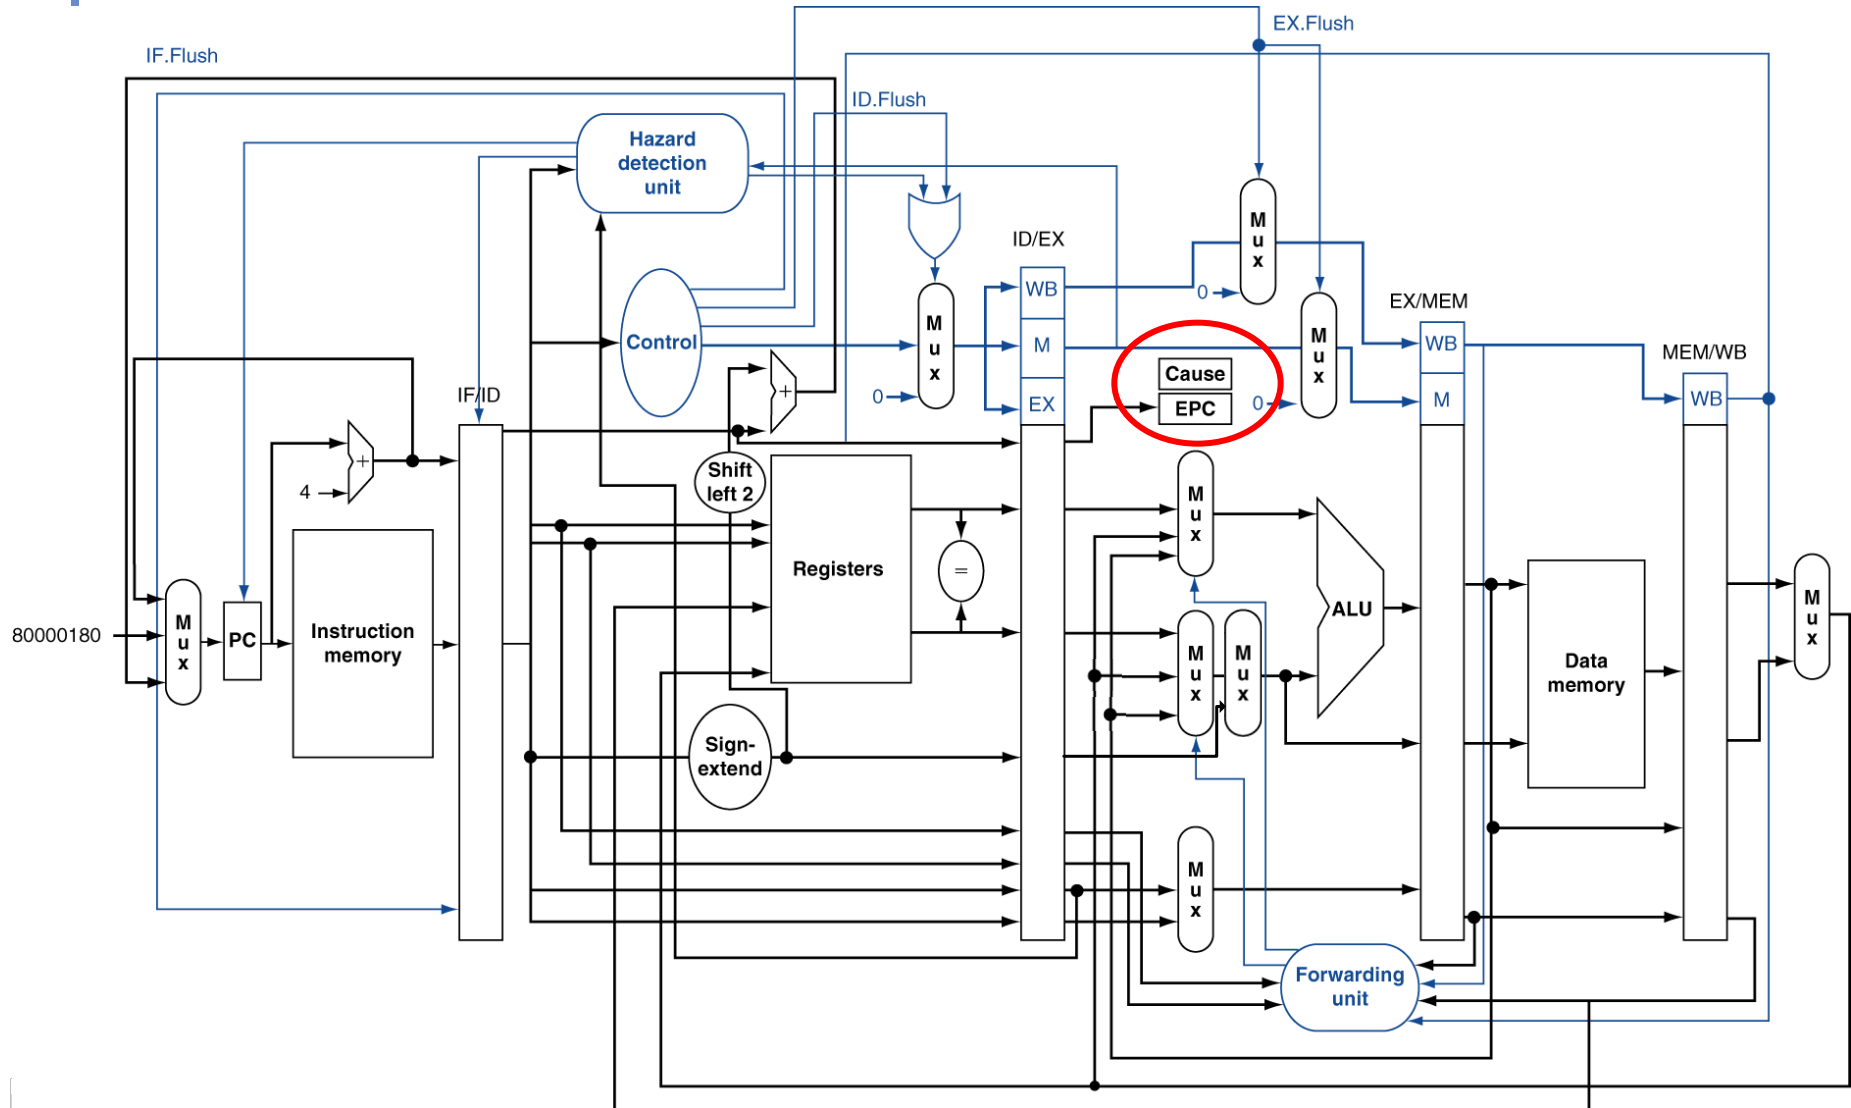 EX.Flush
IF.Flush
ID.Flush
Hazard
detection
unit
M
u
x
ID/EX
WB
0
EX/MEM
M
u
x
M
u
x
WB
Control
M
MEM/WB
Cause
0
EX
EPC
0
M
WB
IF/ID
+
+
4
Shift
left 2
M
u
x
Registers
=
ALU
80000180
M
u
x
PC
Instruction
memory
M
u
x
M
u
x
Data
memory
M
u
x
Sign-
extend
M
u
x
Forwarding
unit